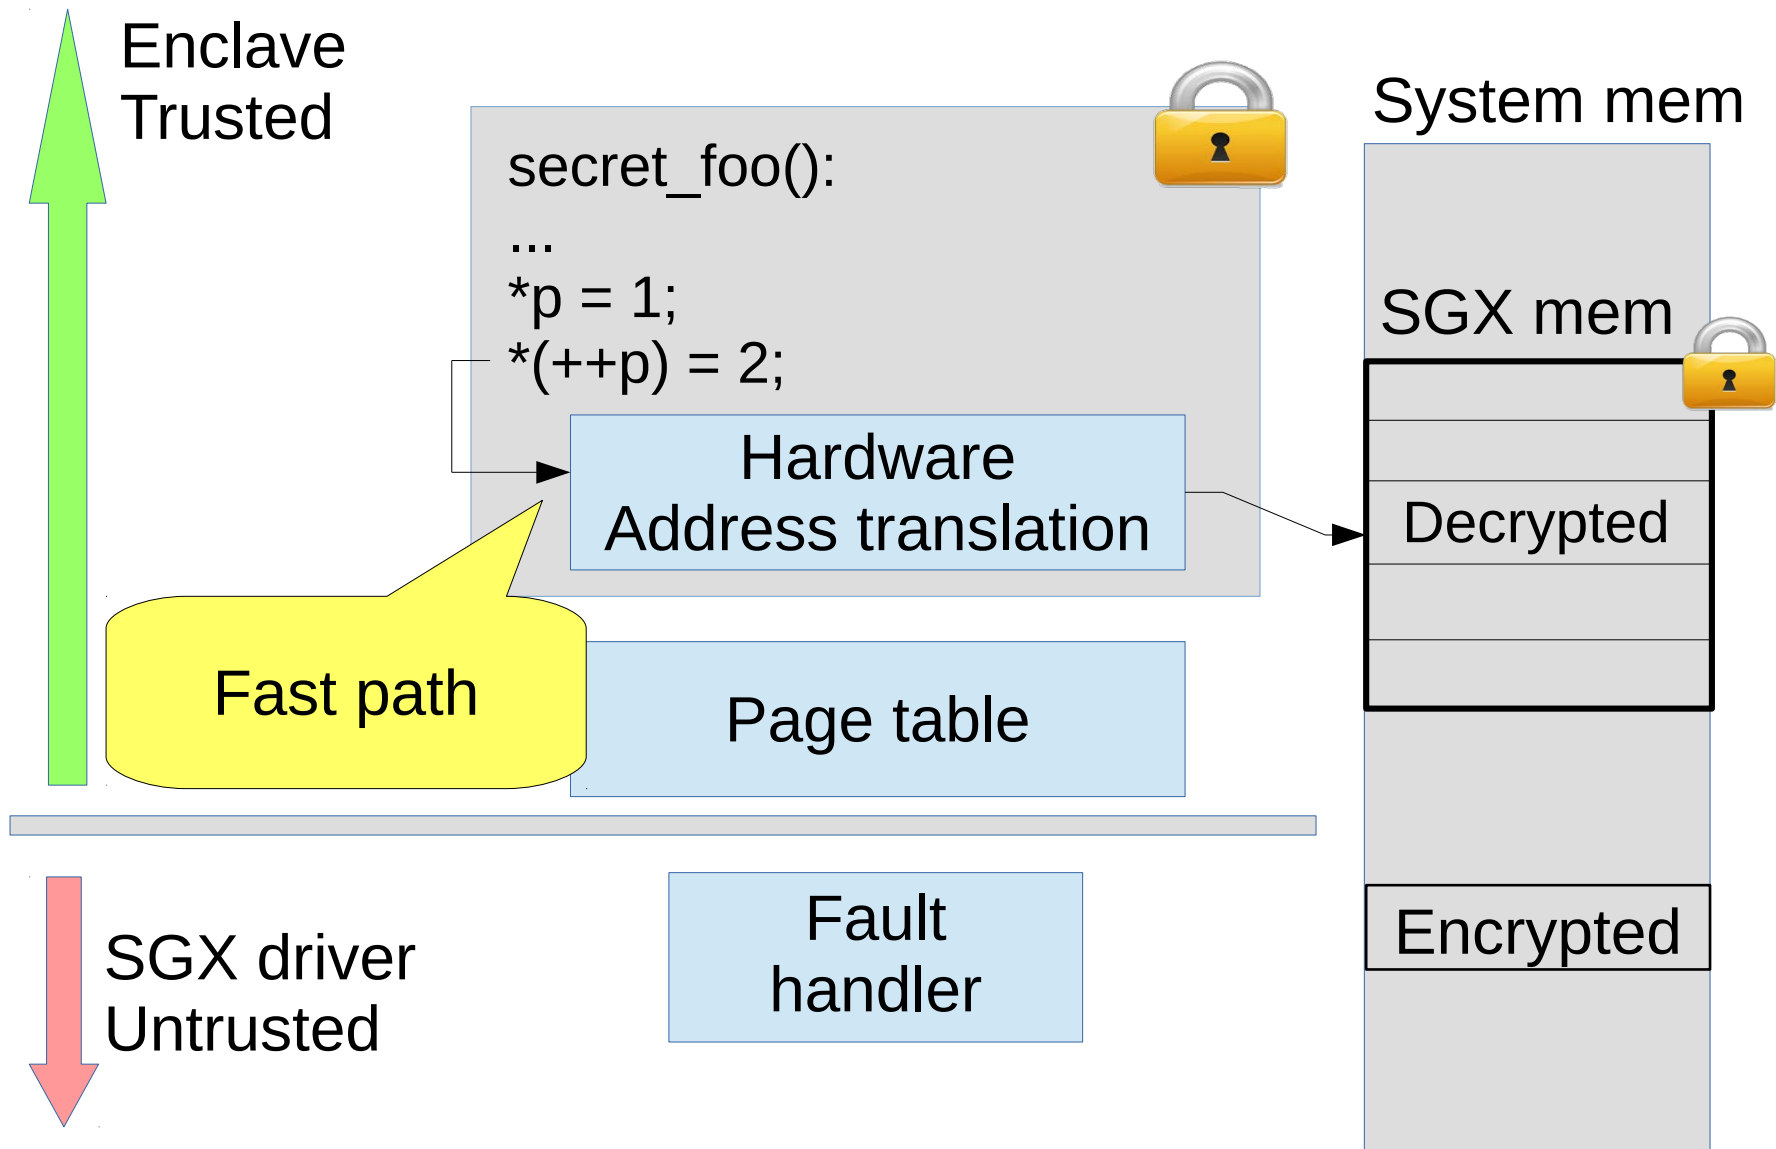 Enclave
Trusted
secret_foo():
...
*p = 1;
*(++p) = 2;
Hardware
Address translation
Fast path
Page table
System mem
SGX mem
Decrypted
Encrypted
SGX driver
Untrusted
Fault
handler